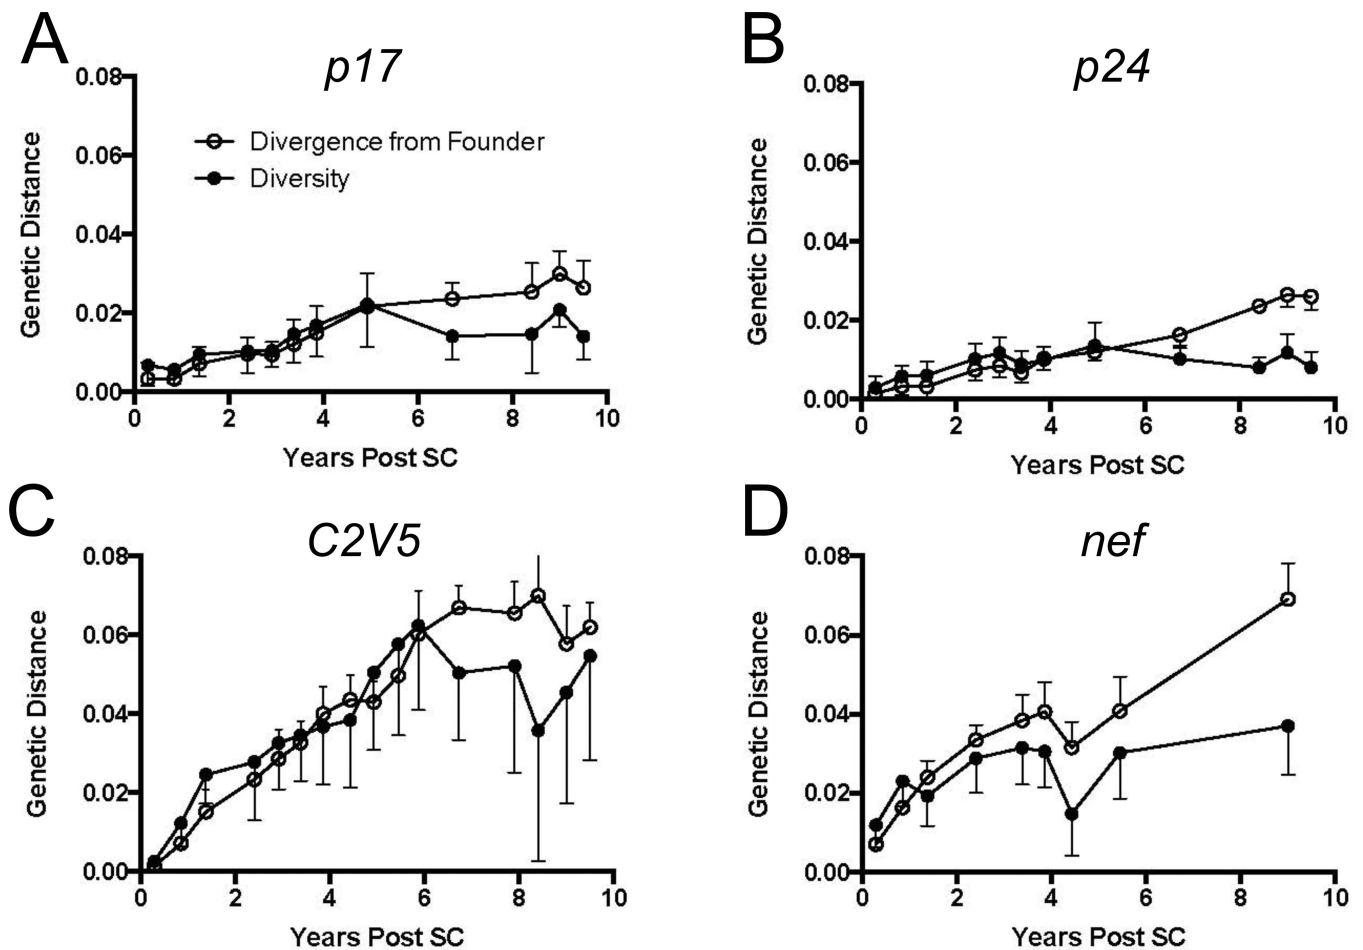 A
p17
0.08
0.06
0.04
0.02
0.00
Genetic Distance
Divergence from Founder
Diversity
0 2 4 6 8 10
Years Post SC
B
p24
0.08
0.06
0.04
0.02
0.00
Genetic Distance
0 2 4 6 8 10
Years Post SC
C
C2V5
0.08
0.06
0.04
0.02
0.00
Genetic Distance
0 2 4 6 8 10
Years Post SC
D
nef
0.08
0.06
0.04
0.02
0.00
Genetic Distance
0 2 4 6 8 10
Years Post SC